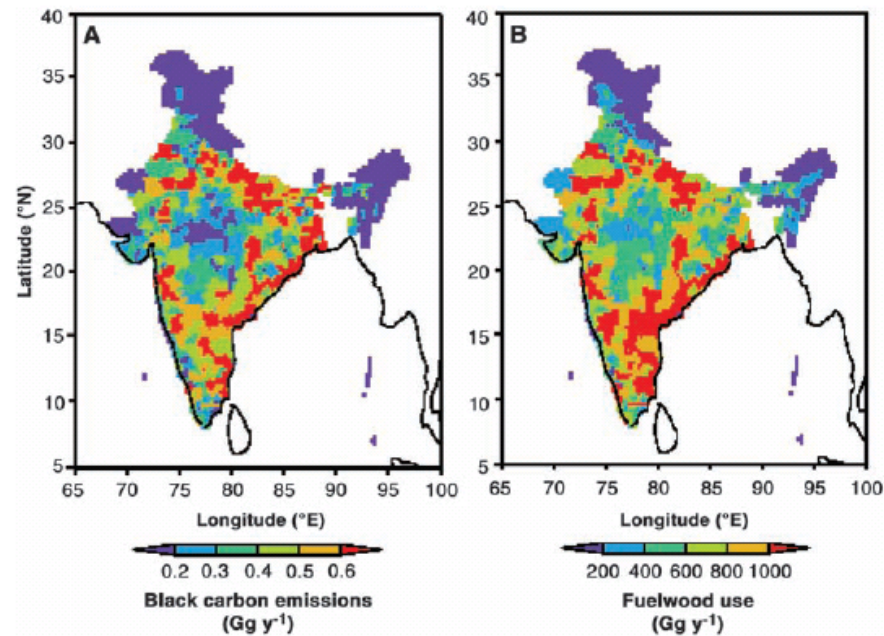 A
B
40
35
30
25
20
15
10
5
Latitude (°N)
65 70 75 80 85 90 95 100
Longitude (°E)
40
35
30
25
20
15
10
5
65 70 75 80 85 90 95 100
Longitude (°E)
0.2 0.3 0.4 0.5 0.6
Black carbon emissions
(Gg y-1)
200 400 600 800 1000
Fuelwood use
(Gg y-1)